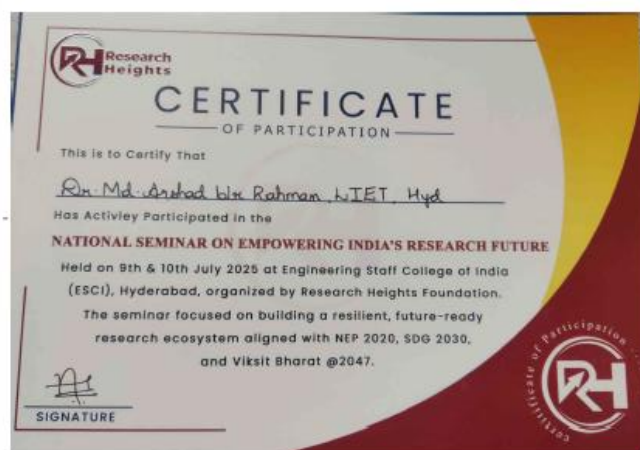 Research
Heights
CERTIFICATE
OF PARTICIPATION
This is to Certify That
Dr. Md. Arshad Ur Rahman, LIET, Hyd
Has Activley Participated in the
NATIONAL SEMINAR ON EMPOWERING INDIA'S RESEARCH FUTURE
Held on 9th & 10th July 2025 at Engineering Staff College of India
(ESCI), Hyderabad, organized by Research Heights Foundation.
The seminar focused on building a resilient, future-ready
research ecosystem aligned with NEP 2020, SDG 2030,
and Viksit Bharat @2047.
SIGNATURE
Certificate of Participation
RH